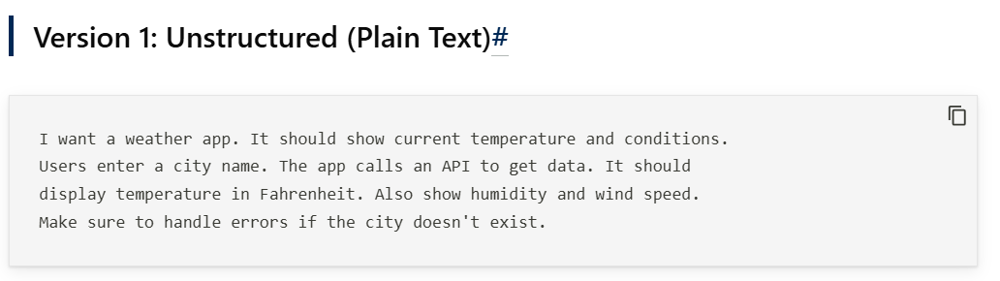 Version 1: Unstructured (Plain Text)#
I want a weather app. It should show current temperature and conditions.
Users enter a city name. The app calls an API to get data. It should
display temperature in Fahrenheit. Also show humidity and wind speed.
Make sure to handle errors if the city doesn't exist.